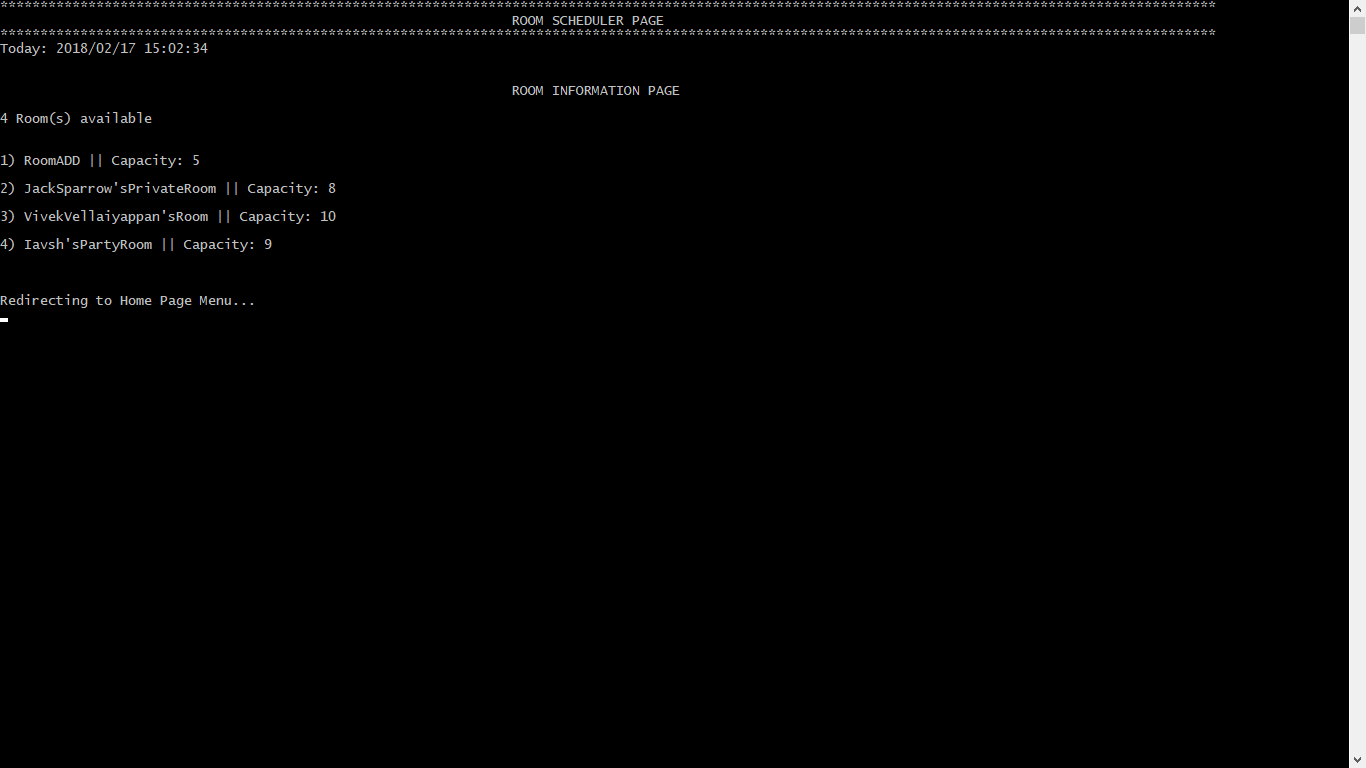 ********************************************************************************************************************************************************
ROOM SCHEDULER PAGE
********************************************************************************************************************************************************
Today: 2018/02/17 15:02:34
ROOM INFORMATION PAGE
4 Room(s) available
1) RoomADD || Capacity: 5
2) JackSparrow'sPrivateRoom || Capacity: 8
3) VivekVellaiyappan'sRoom || Capacity: 10
4) Iavsh'sPartyRoom || Capacity: 9
Redirecting to Home Page Menu...